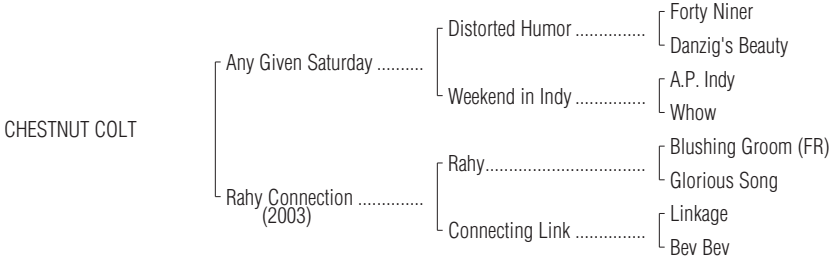 Forty Niner
Distorted Humor ...............
Danzig's Beauty
Any Given Saturday ..........
A.P. Indy
Weekend in Indy ...............
Whow
CHESTNUT COLT
Blushing Groom (FR)
Rahy..................................
Glorious Song
Rahy Connection ..............
(2003)
Linkage
Connecting Link ...............
Bev Bev